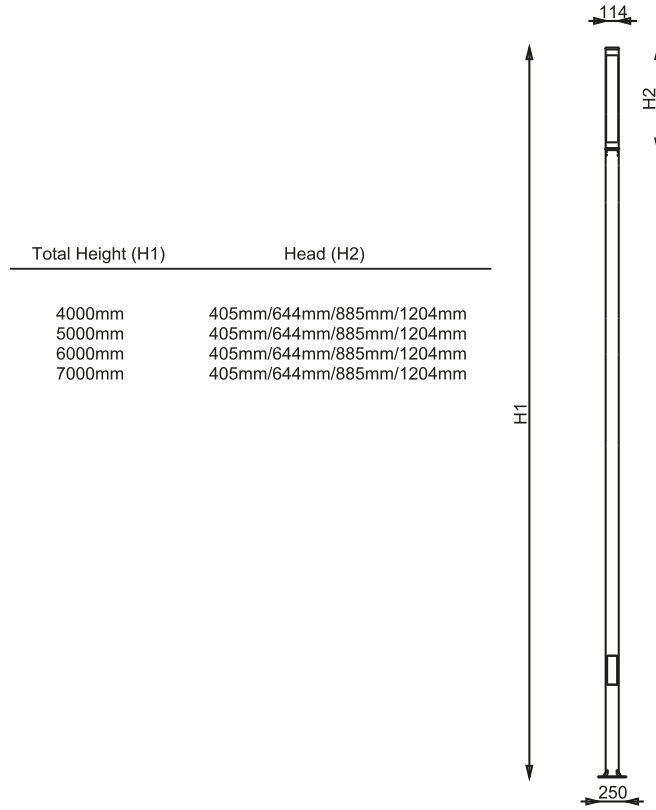 114
H2
Total Height (H1) Head (H2)
4000mm 405mm/644mm/885mm/1204mm
5000mm 405mm/644mm/885mm/1204mm
6000mm 405mm/644mm/885mm/1204mm
7000mm 405mm/644mm/885mm/1204mm
H1
250